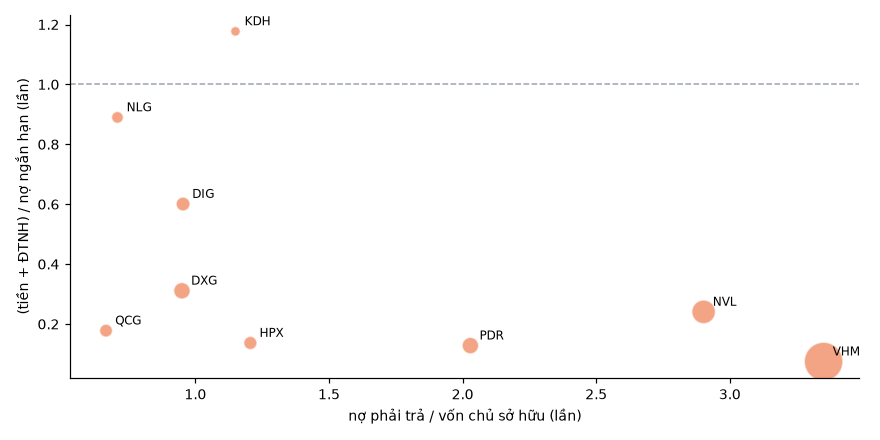 (tiền + ĐTNH) / nợ ngắn hạn (lần)
1.2
1.0
0.8
0.6
0.4
0.2
KDH
NLG
DIG
DXG
QCG
HPX
PDR
NVL
VHM
1.0 1.5 2.0 2.5 3.0
nợ phải trả / vốn chủ sở hữu (lần)